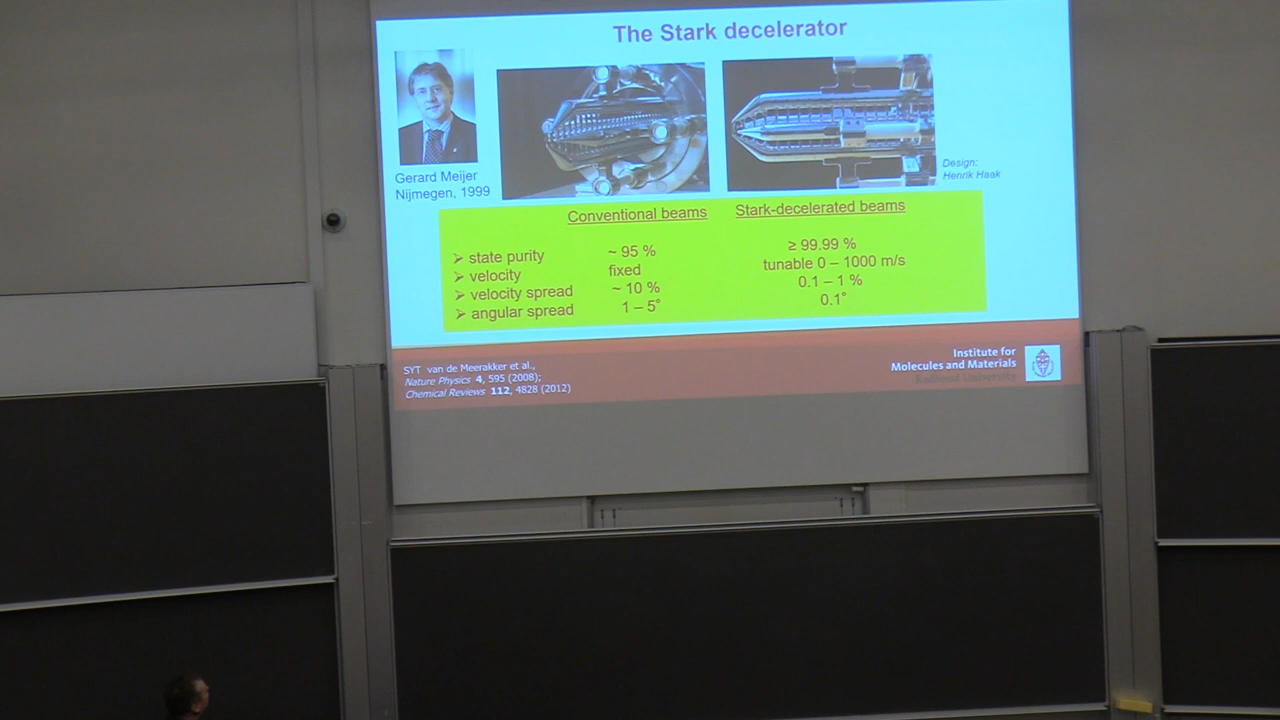 The Stark decelerator
Gerard Meijer
Nijmegen, 1999
Design:
Henrik Haak
Conventional beams Stark-decelerated beams
➢ state purity ~ 95 % ≥ 99.99 %
➢ velocity fixed tunable 0 – 1000 m/s
➢ velocity spread ~ 10 % 0.1 – 1 %
➢ angular spread 1 – 5° 0.1°
SYT van de Meerakker et al.,
Nature Physics 4, 595 (2008);
Chemical Reviews 112, 4828 (2012)
Institute for
Molecules and Materials
Radboud University